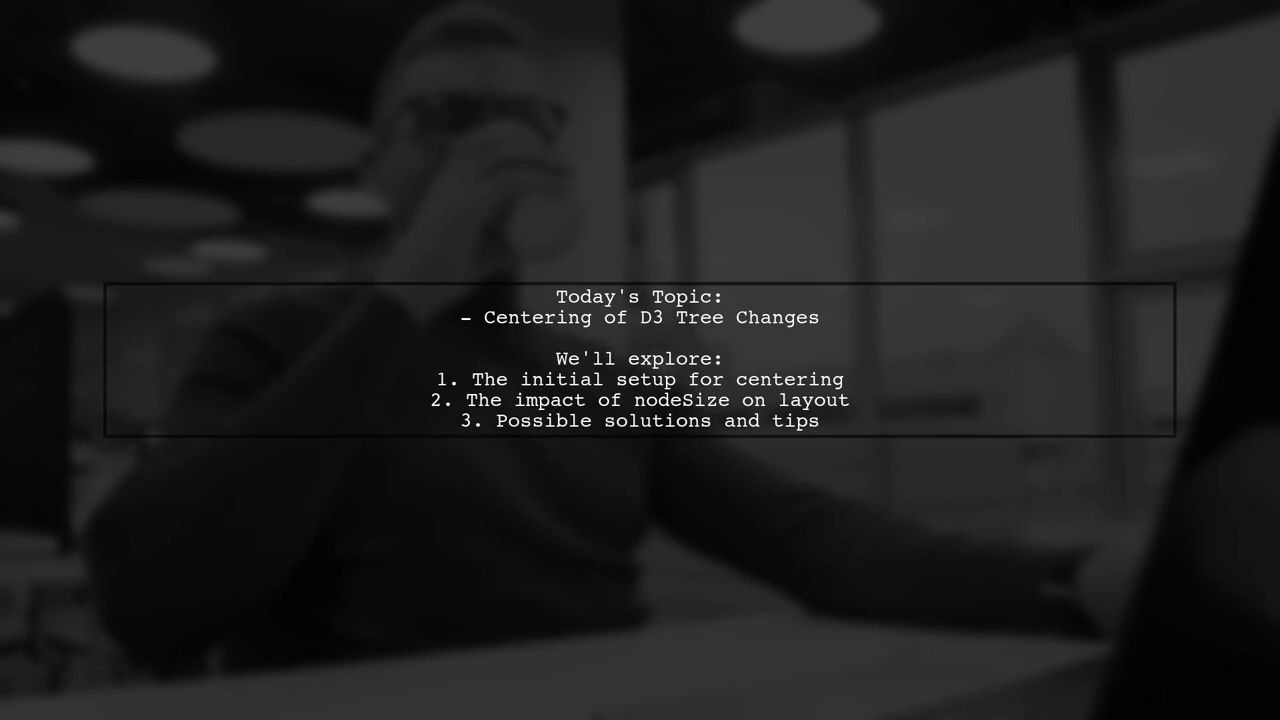 Today's Topic:
- Centering of D3 Tree Changes
We'll explore:
1. The initial setup for centering
2. The impact of nodeSize on layout
3. Possible solutions and tips